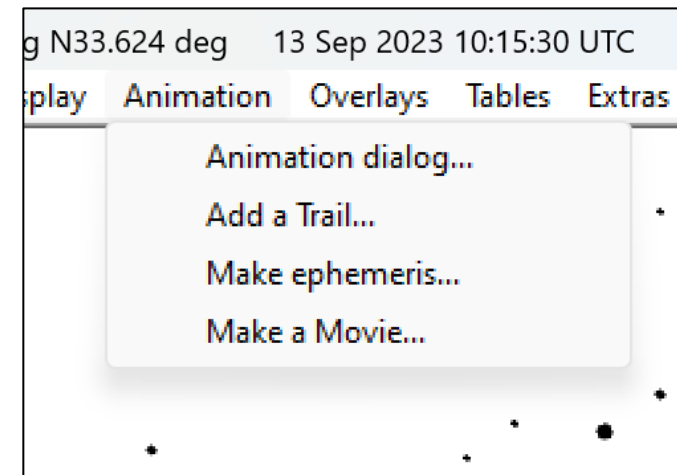 g N33.624 deg 13 Sep 2023 10:15:30 UTC
splay Animation Overlays Tables Extras
Animation dialog...
Add a Trail...
Make ephemeris...
Make a Movie...